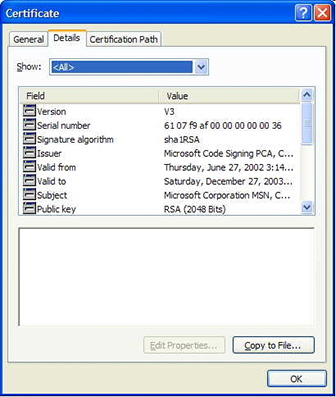 Certificate
General Details Certification Path
Show: <All>
Field Value
Version V3
Serial number 61 07 f9 af 00 00 00 00 00 36
Signature algorithm sha1RSA
Issuer Microsoft Code Signing PCA, C...
Valid from Thursday, June 27, 2002 3:14...
Valid to Saturday, December 27, 2003...
Subject Microsoft Corporation MSN, C...
Public key RSA (2048 Bits)
Edit Properties... Copy to File...
OK